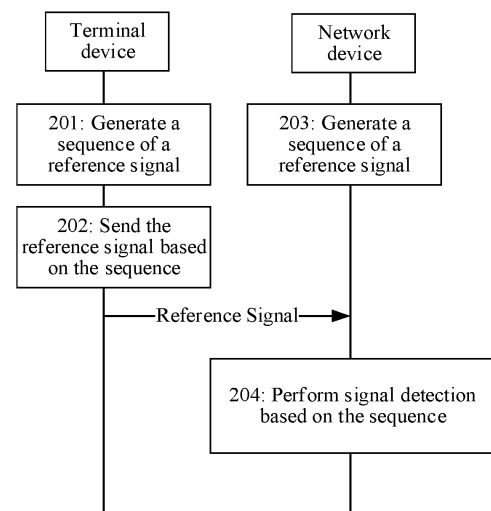 Terminal
device
Network
device
201: Generate a
sequence of a
reference signal
203: Generate a
sequence of a
reference signal
202: Send the
reference signal based
on the sequence
Reference Signal
204: Perform signal detection
based on the sequence